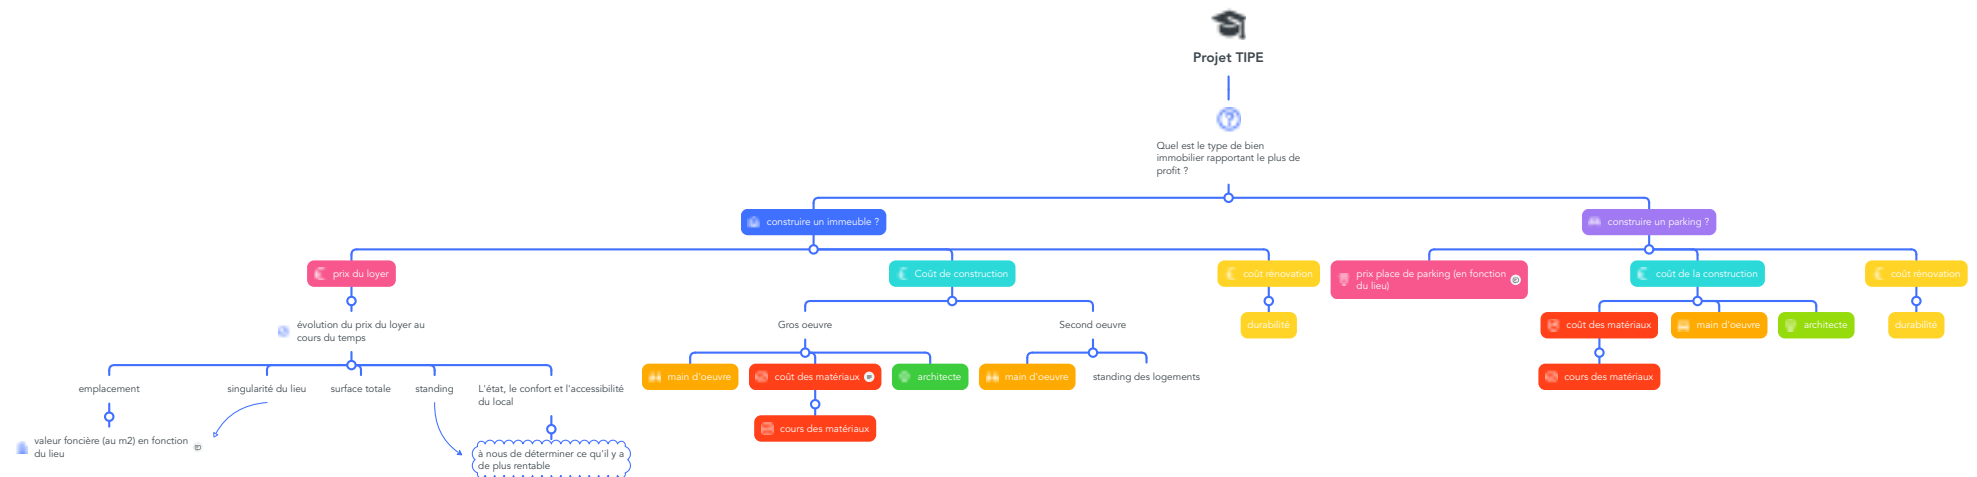 Projet TIPE
Quel est le type de bien
immobilier rapportant le plus de
profit ?
construire un immeuble ?
construire un parking ?
prix du loyer
Coût de construction
coût rénovation
prix place de parking (en fonction
du lieu)
coût de la construction
coût rénovation
évolution du prix du loyer au
cours du temps
Gros oeuvre
Second oeuvre
durabilité
coût des matériaux
main d'oeuvre
architecte
durabilité
emplacement
singularité du lieu
surface totale
standing
L'état, le confort et l'accessibilité
du local
main d'oeuvre
coût des matériaux
architecte
main d'oeuvre
standing des logements
cours des matériaux
valeur foncière (au m2) en fonction
du lieu
à nous de déterminer ce qu'il y a
de plus rentable
cours des matériaux